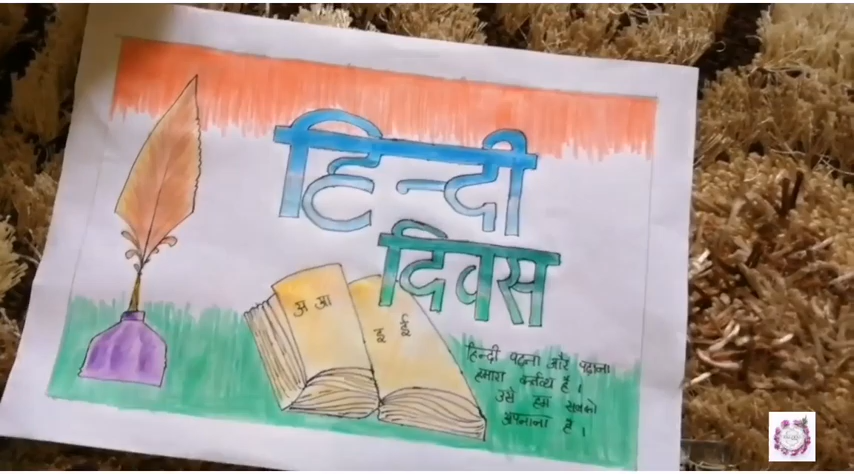 हिन्दी
दिवस
अ आ
इ ई
हिन्दी पढ़ना और पढ़ाना
हमारा कर्तव्य है।
उसे हम सबको
अपनाना है।